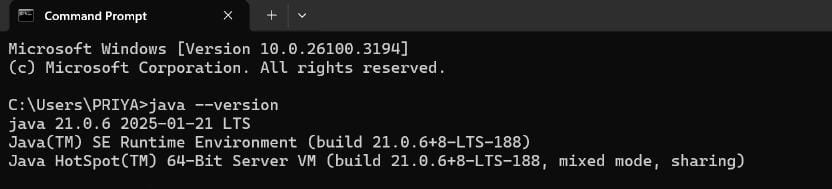 Command Prompt
Microsoft Windows [Version 10.0.26100.3194]
(c) Microsoft Corporation. All rights reserved.
C:\Users\PRIYA>java --version
java 21.0.6 2025-01-21 LTS
Java(TM) SE Runtime Environment (build 21.0.6+8-LTS-188)
Java HotSpot(TM) 64-Bit Server VM (build 21.0.6+8-LTS-188, mixed mode, sharing)